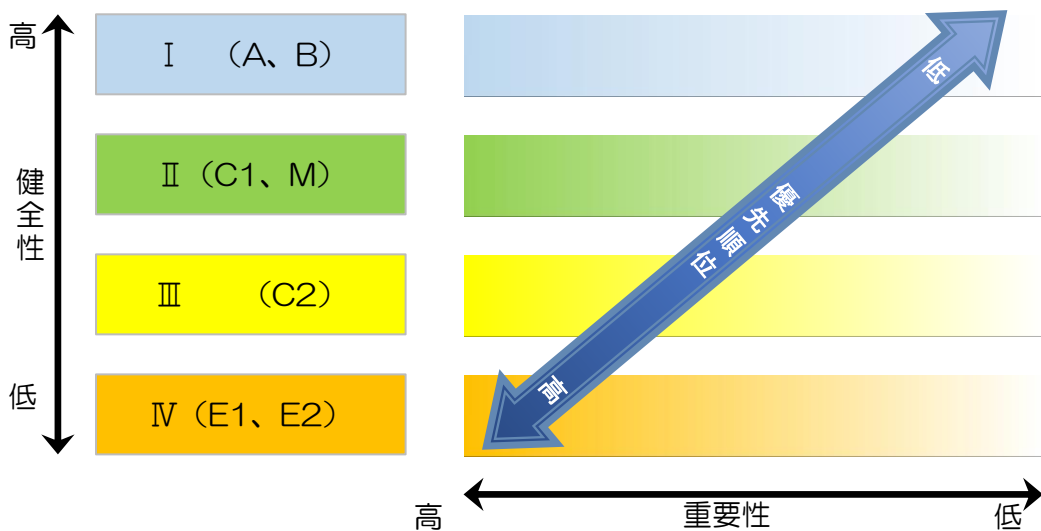 高
健全性
低
Ⅰ　（A、B）
Ⅱ（C1、M）
Ⅲ　　（C2）
Ⅳ（E1、E2）
低
優先順位
高
高
重要性
低